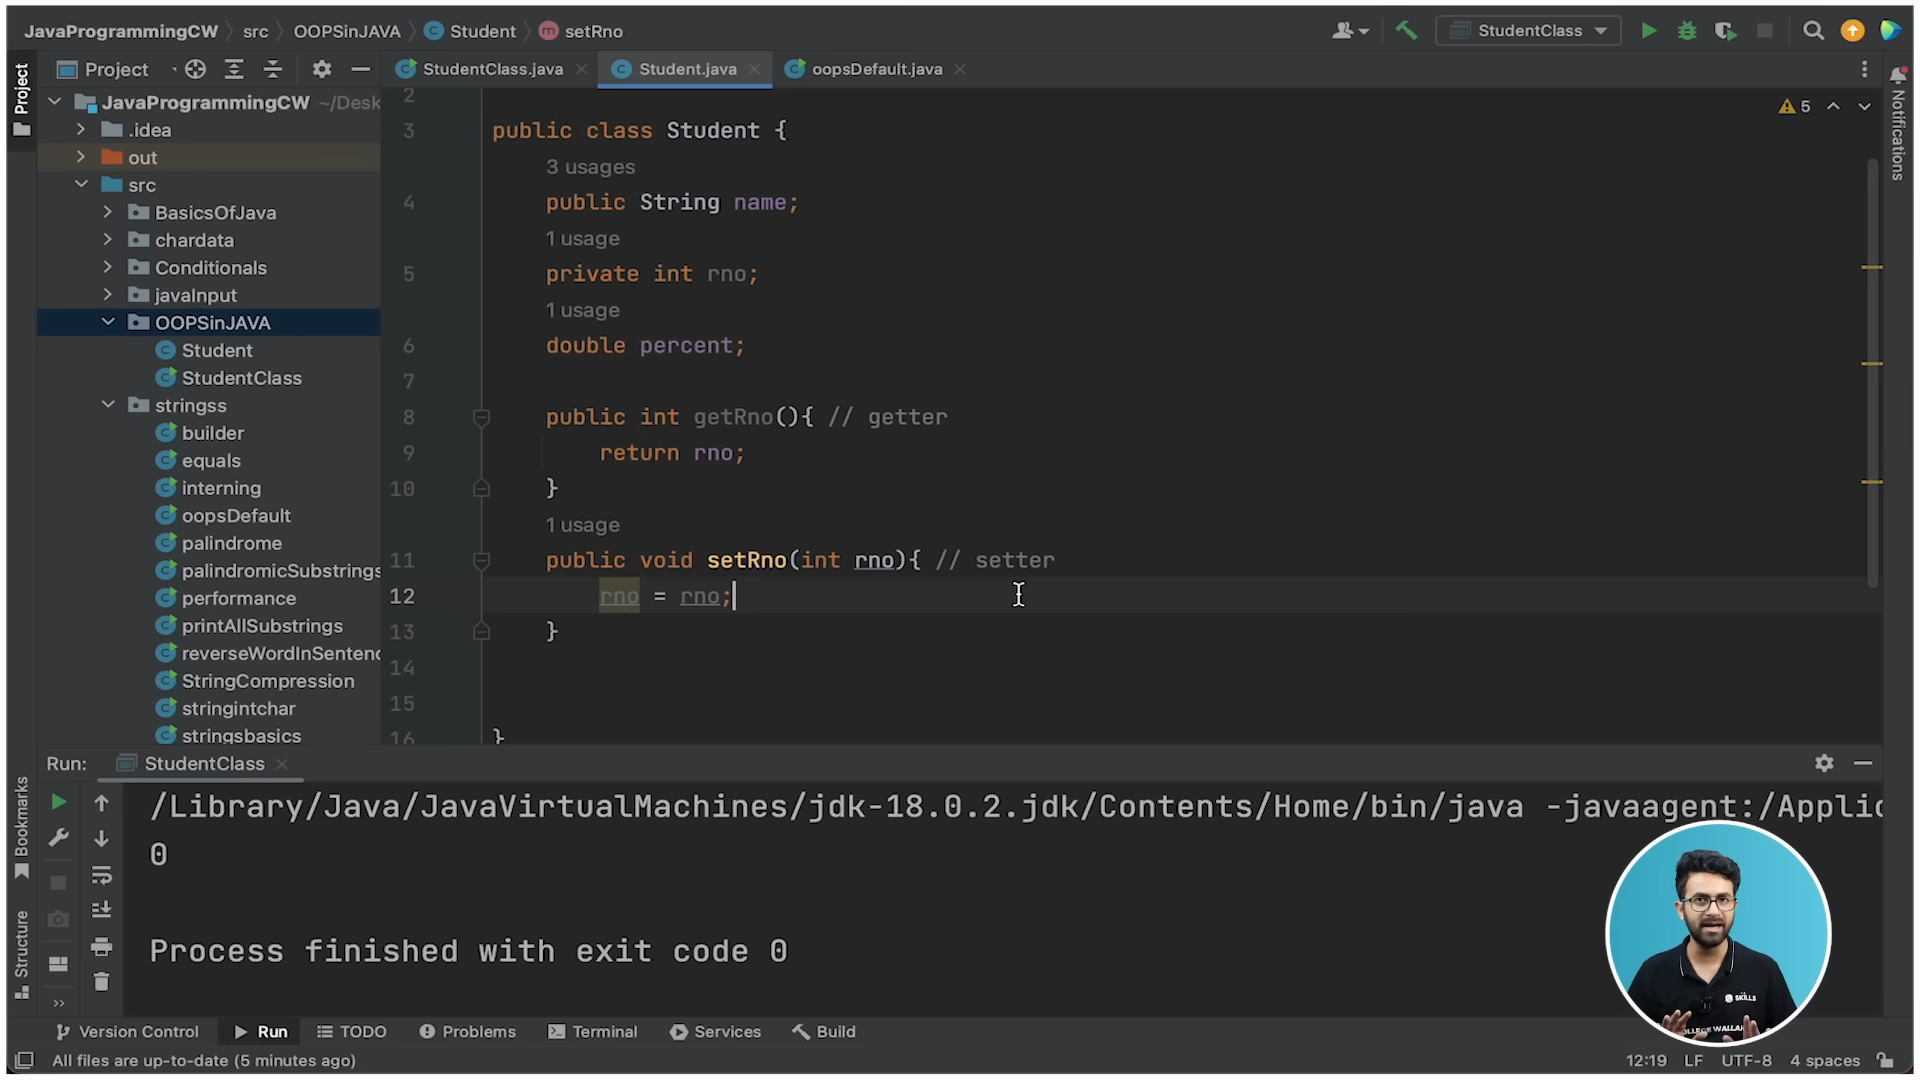 JavaProgrammingCW src OOPSinJAVA Student setRno
StudentClass
Project
StudentClass.java
Student.java
oopsDefault.java
Project
Notifications
JavaProgrammingCW ~/Desk
.idea
out
src
BasicsOfJava
chardata
Conditionals
javaInput
OOPSinJAVA
Student
StudentClass
stringss
builder
equals
interning
oopsDefault
palindrome
palindromicSubstrings
performance
printAllSubstrings
reverseWordInSentenc
StringCompression
stringintchar
stringsbasics
5
2
3 public class Student {
3 usages
4 public String name;
1 usage
5 private int rno;
1 usage
6 double percent;
7
8 public int getRno(){ // getter
9 return rno;
10 }
1 usage
11 public void setRno(int rno){ // setter
12 rno = rno;
13 }
14
15
16 }
Run: StudentClass
Bookmarks
Structure
/Library/Java/JavaVirtualMachines/jdk-18.0.2.jdk/Contents/Home/bin/java -javaagent:/Applic
0
Process finished with exit code 0
SKILLS
COLLEGE WALLAH
Version Control Run TODO Problems Terminal Services Build
All files are up-to-date (5 minutes ago)
12:19 LF UTF-8 4 spaces